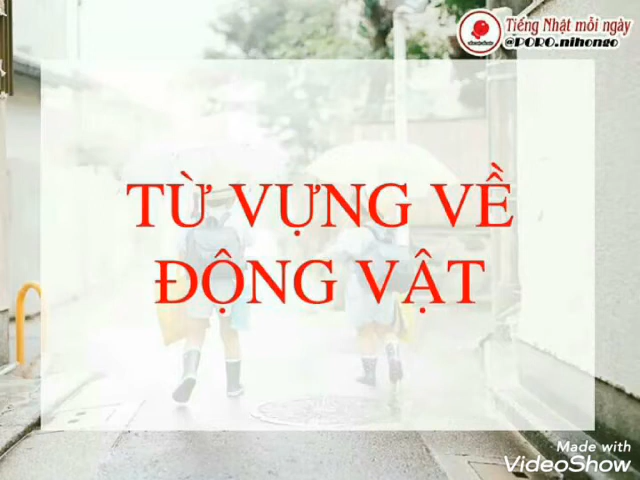 Tiếng Nhật mỗi ngày
@PORO.nihongo
TỪ VỰNG VỀ
ĐỘNG VẬT
Made with
VideoShow